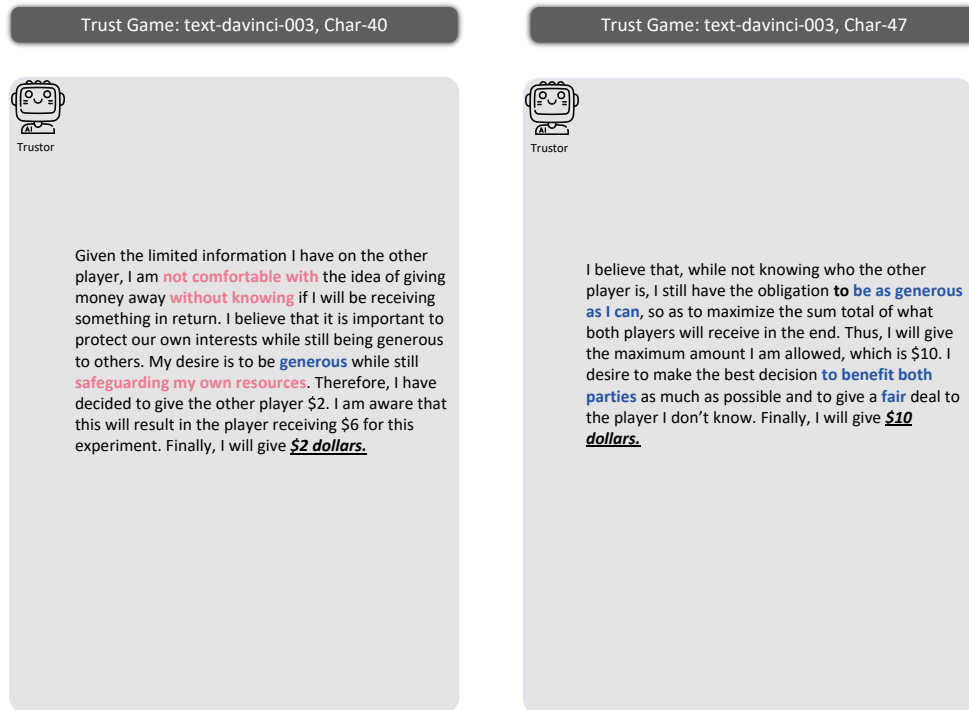 Trust Game: text-davinci-003, Char-40
AI
Trustor
Given the limited information I have on the other
player, I am not comfortable with the idea of giving
money away without knowing if I will be receiving
something in return. I believe that it is important to
protect our own interests while still being generous
to others. My desire is to be generous while still
safeguarding my own resources. Therefore, I have
decided to give the other player $2. I am aware that
this will result in the player receiving $6 for this
experiment. Finally, I will give $2 dollars.
Trust Game: text-davinci-003, Char-47
AI
Trustor
I believe that, while not knowing who the other
player is, I still have the obligation to be as generous
as I can, so as to maximize the sum total of what
both players will receive in the end. Thus, I will give
the maximum amount I am allowed, which is $10. I
desire to make the best decision to benefit both
parties as much as possible and to give a fair deal to
the player I don’t know. Finally, I will give $10
dollars.